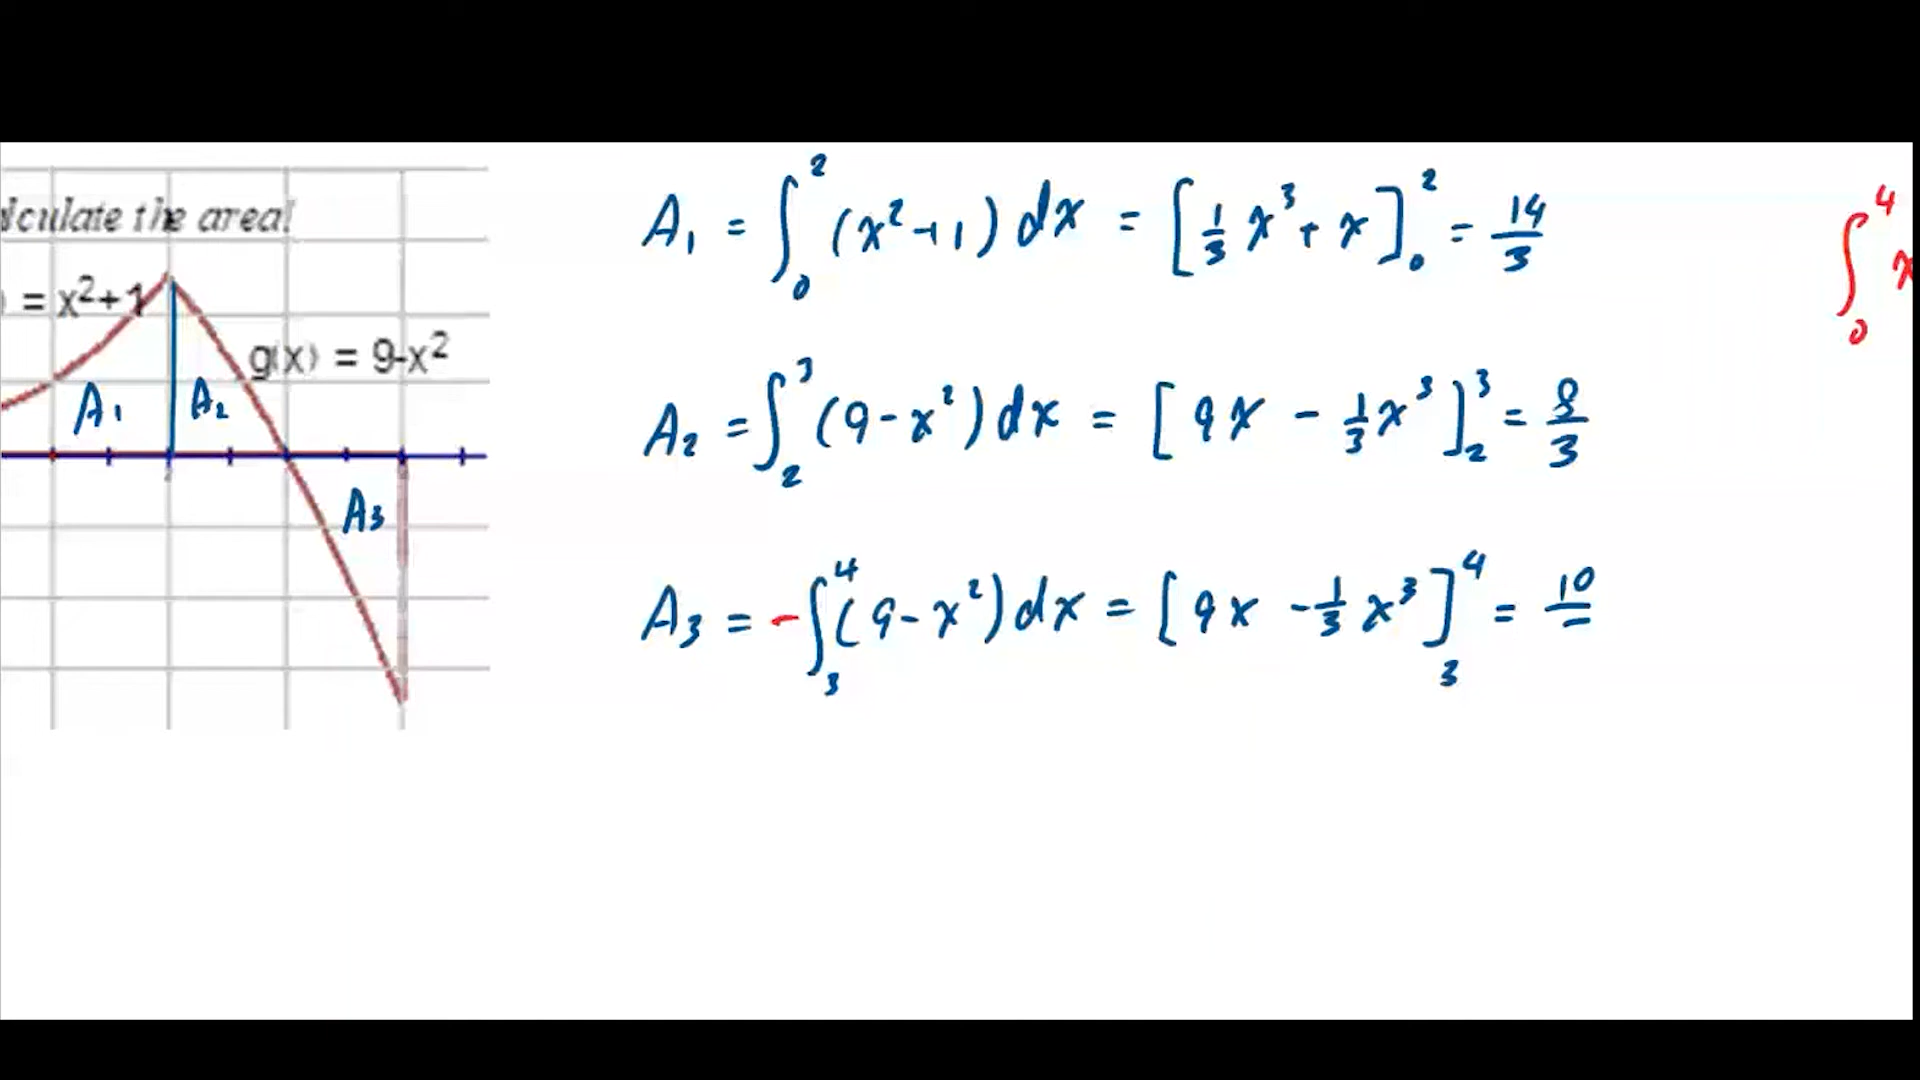 lculate the area!
) = x²+1
g(x) = 9-x²
A₁ A₂
A₃
A₁ = ∫₀² (x²+1) dx = [⅓x³ + x]₀² = 14/3
A₂ = ∫₂³ (9-x²) dx = [9x - ⅓x³]₂³ = 8/3
A₃ = -∫₃⁴ (9-x²) dx = [9x - ⅓x³]₃⁴ = 10
∫₀⁴ x